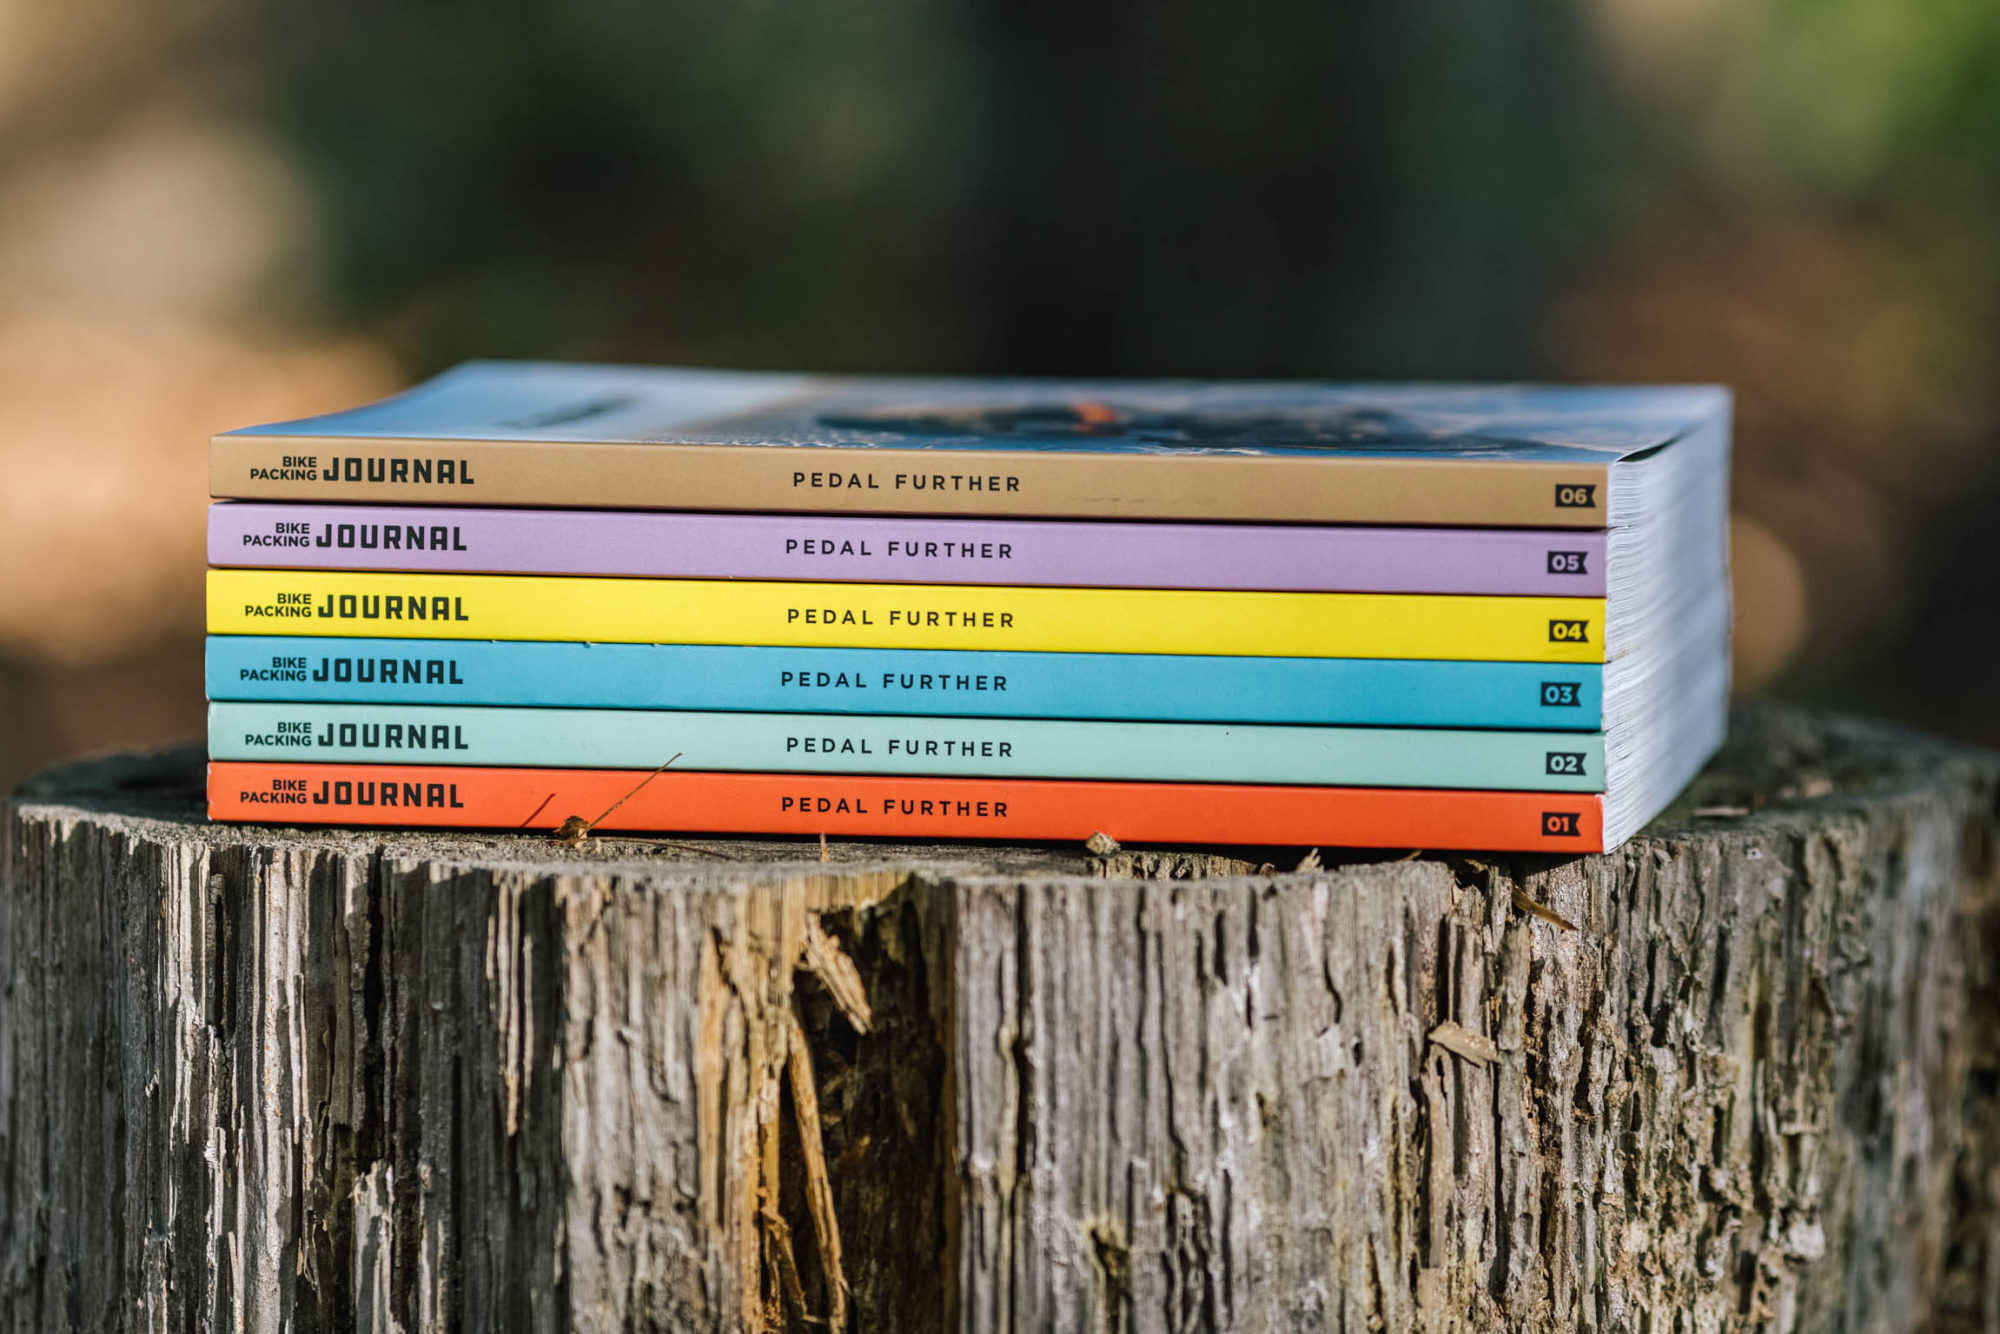 BIKE PACKING JOURNAL PEDAL FURTHER 06
BIKE PACKING JOURNAL PEDAL FURTHER 05
BIKE PACKING JOURNAL PEDAL FURTHER 04
BIKE PACKING JOURNAL PEDAL FURTHER 03
BIKE PACKING JOURNAL PEDAL FURTHER 02
BIKE PACKING JOURNAL PEDAL FURTHER 01